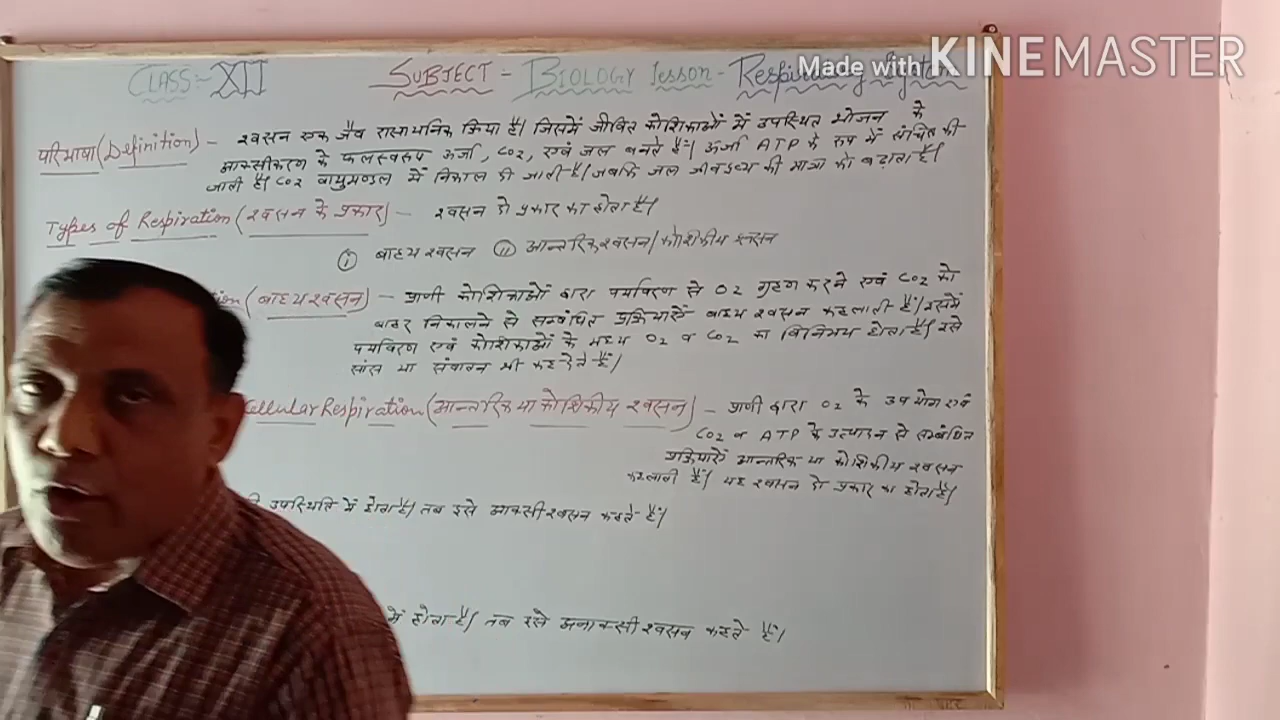 Made with KINEMASTER
CLASS:- XII SUBJECT - BIOLOGY lesson - Respiratory System
परिभाषा (Definition) - श्वसन एक जैव रासायनिक क्रिया है। जिसमें जीवित कोशिकाओं में उपस्थित भोजन के
आक्सीकरण के फलस्वरूप ऊर्जा, CO2, एवं जल बनते हैं। ऊर्जा ATP के रूप में संचित की
जाती है। CO2 वायुमण्डल में निकाल दी जाती है। जबकि जल जीवद्रव्य की मात्रा को बढ़ाता है।
Types of Respiration (श्वसन के प्रकार) - श्वसन दो प्रकार का होता है।
(i) बाह्य श्वसन (ii) आन्तरिक श्वसन/कोशिकीय श्वसन
tion (बाह्य श्वसन) - प्राणी कोशिकाओं द्वारा पर्यावरण से O2 ग्रहण करने एवं CO2 को
बाहर निकालने से सम्बंधित प्रक्रियाऐं बाह्य श्वसन कहलाती हैं। इसमें
पर्यावरण एवं कोशिकाओं के मध्य O2 व CO2 का विनिमय होता है। इसे
सांस या संवातन भी कह देते हैं।
ellular Respiration (आन्तरिक या कोशिकीय श्वसन) - प्राणी द्वारा O2 के उपयोग एवं
CO2 व ATP के उत्पादन से सम्बंधित
प्रक्रियाऐं आन्तरिक या कोशिकीय श्वसन
कहलाती हैं। यह श्वसन दो प्रकार का होता है।
की उपस्थिति में होता है। तब इसे आक्सी श्वसन कहते हैं।
में होता है। तब इसे अनाक्सी श्वसन कहते हैं।